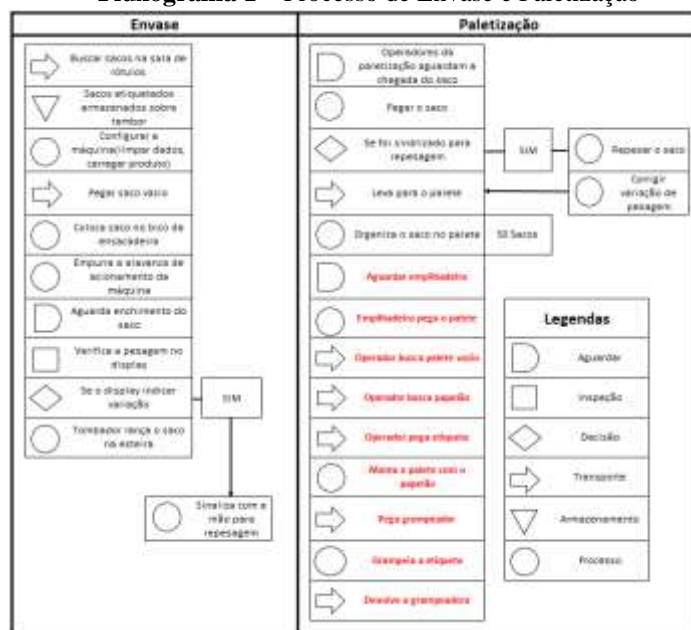 Fluxograma 1 – Processo de Envase e Paletização
Envase
Buscar sacos na sala de
rótulos
Sacos etiquetados
armazenados sobre
tambor
Configurar a
máquina(limpar dados,
carregar produto)
Pegar saco vazio
Coloca saco no bico da
ensacadeira
Empurra a alavanca de
acionamento da
máquina
Aguarda enchimento do
saco
Verifica a pesagem no
display
Se o display indicar
variação
SIM
Tombador lança o saco
na esteira
Sinaliza com a
mão para
repesagem
Paletização
Operadores da
paletização aguardam a
chegada do saco
Pegar o saco
Se foi sinalizado para
repesagem
SIM
Repesar o saco
Corrigir
variação de
pesagem
Leva para o palete
Organiza o saco no palete
50 Sacos
Aguardar empilhadeira
Empilhadeira pega o palete
Operador busca palete vazio
Operador busca papelão
Operador pega etiqueta
Monta o palete com o
papelão
Pega grampeador
Grampeia a etiqueta
Devolve a grampeadora
Legendas
Aguardar
Inspeção
Decisão
Transporte
Armazenamento
Processo